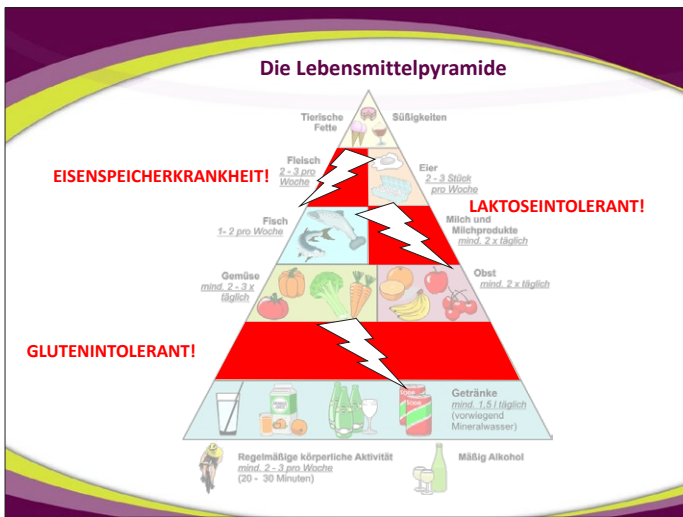 Die Lebensmittelpyramide
Tierische
Fette
Süßigkeiten
Fleisch
2 - 3 pro
Woche
EISENSPEICHERKRANKHEIT!
Eier
2 - 3 Stück
pro Woche
LAKTOSEINTOLERANT!
Fisch
1- 2 pro Woche
Milch und
Milchprodukte
mind. 2 x täglich
Gemüse
mind. 2 - 3 x
täglich
Obst
mind. 2 x täglich
GLUTENINTOLERANT!
Getränke
mind. 1,5 l täglich
(vorwiegend
Mineralwasser)
Regelmäßige körperliche Aktivität
mind. 2 - 3 pro Woche
(20 - 30 Minuten)
Mäßig Alkohol